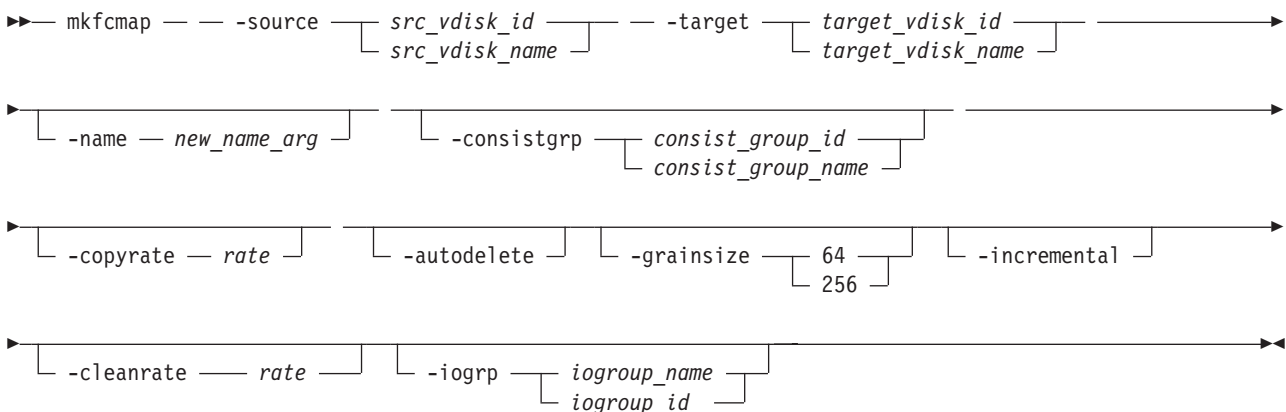 mkfcmap -source src_vdisk_id -target target_vdisk_id
src_vdisk_name target_vdisk_name
-name new_name_arg -consistgrp consist_group_id
consist_group_name
-copyrate rate -autodelete -grainsize 64 -incremental
256
-cleanrate rate -iogrp iogroup_name
iogroup_id